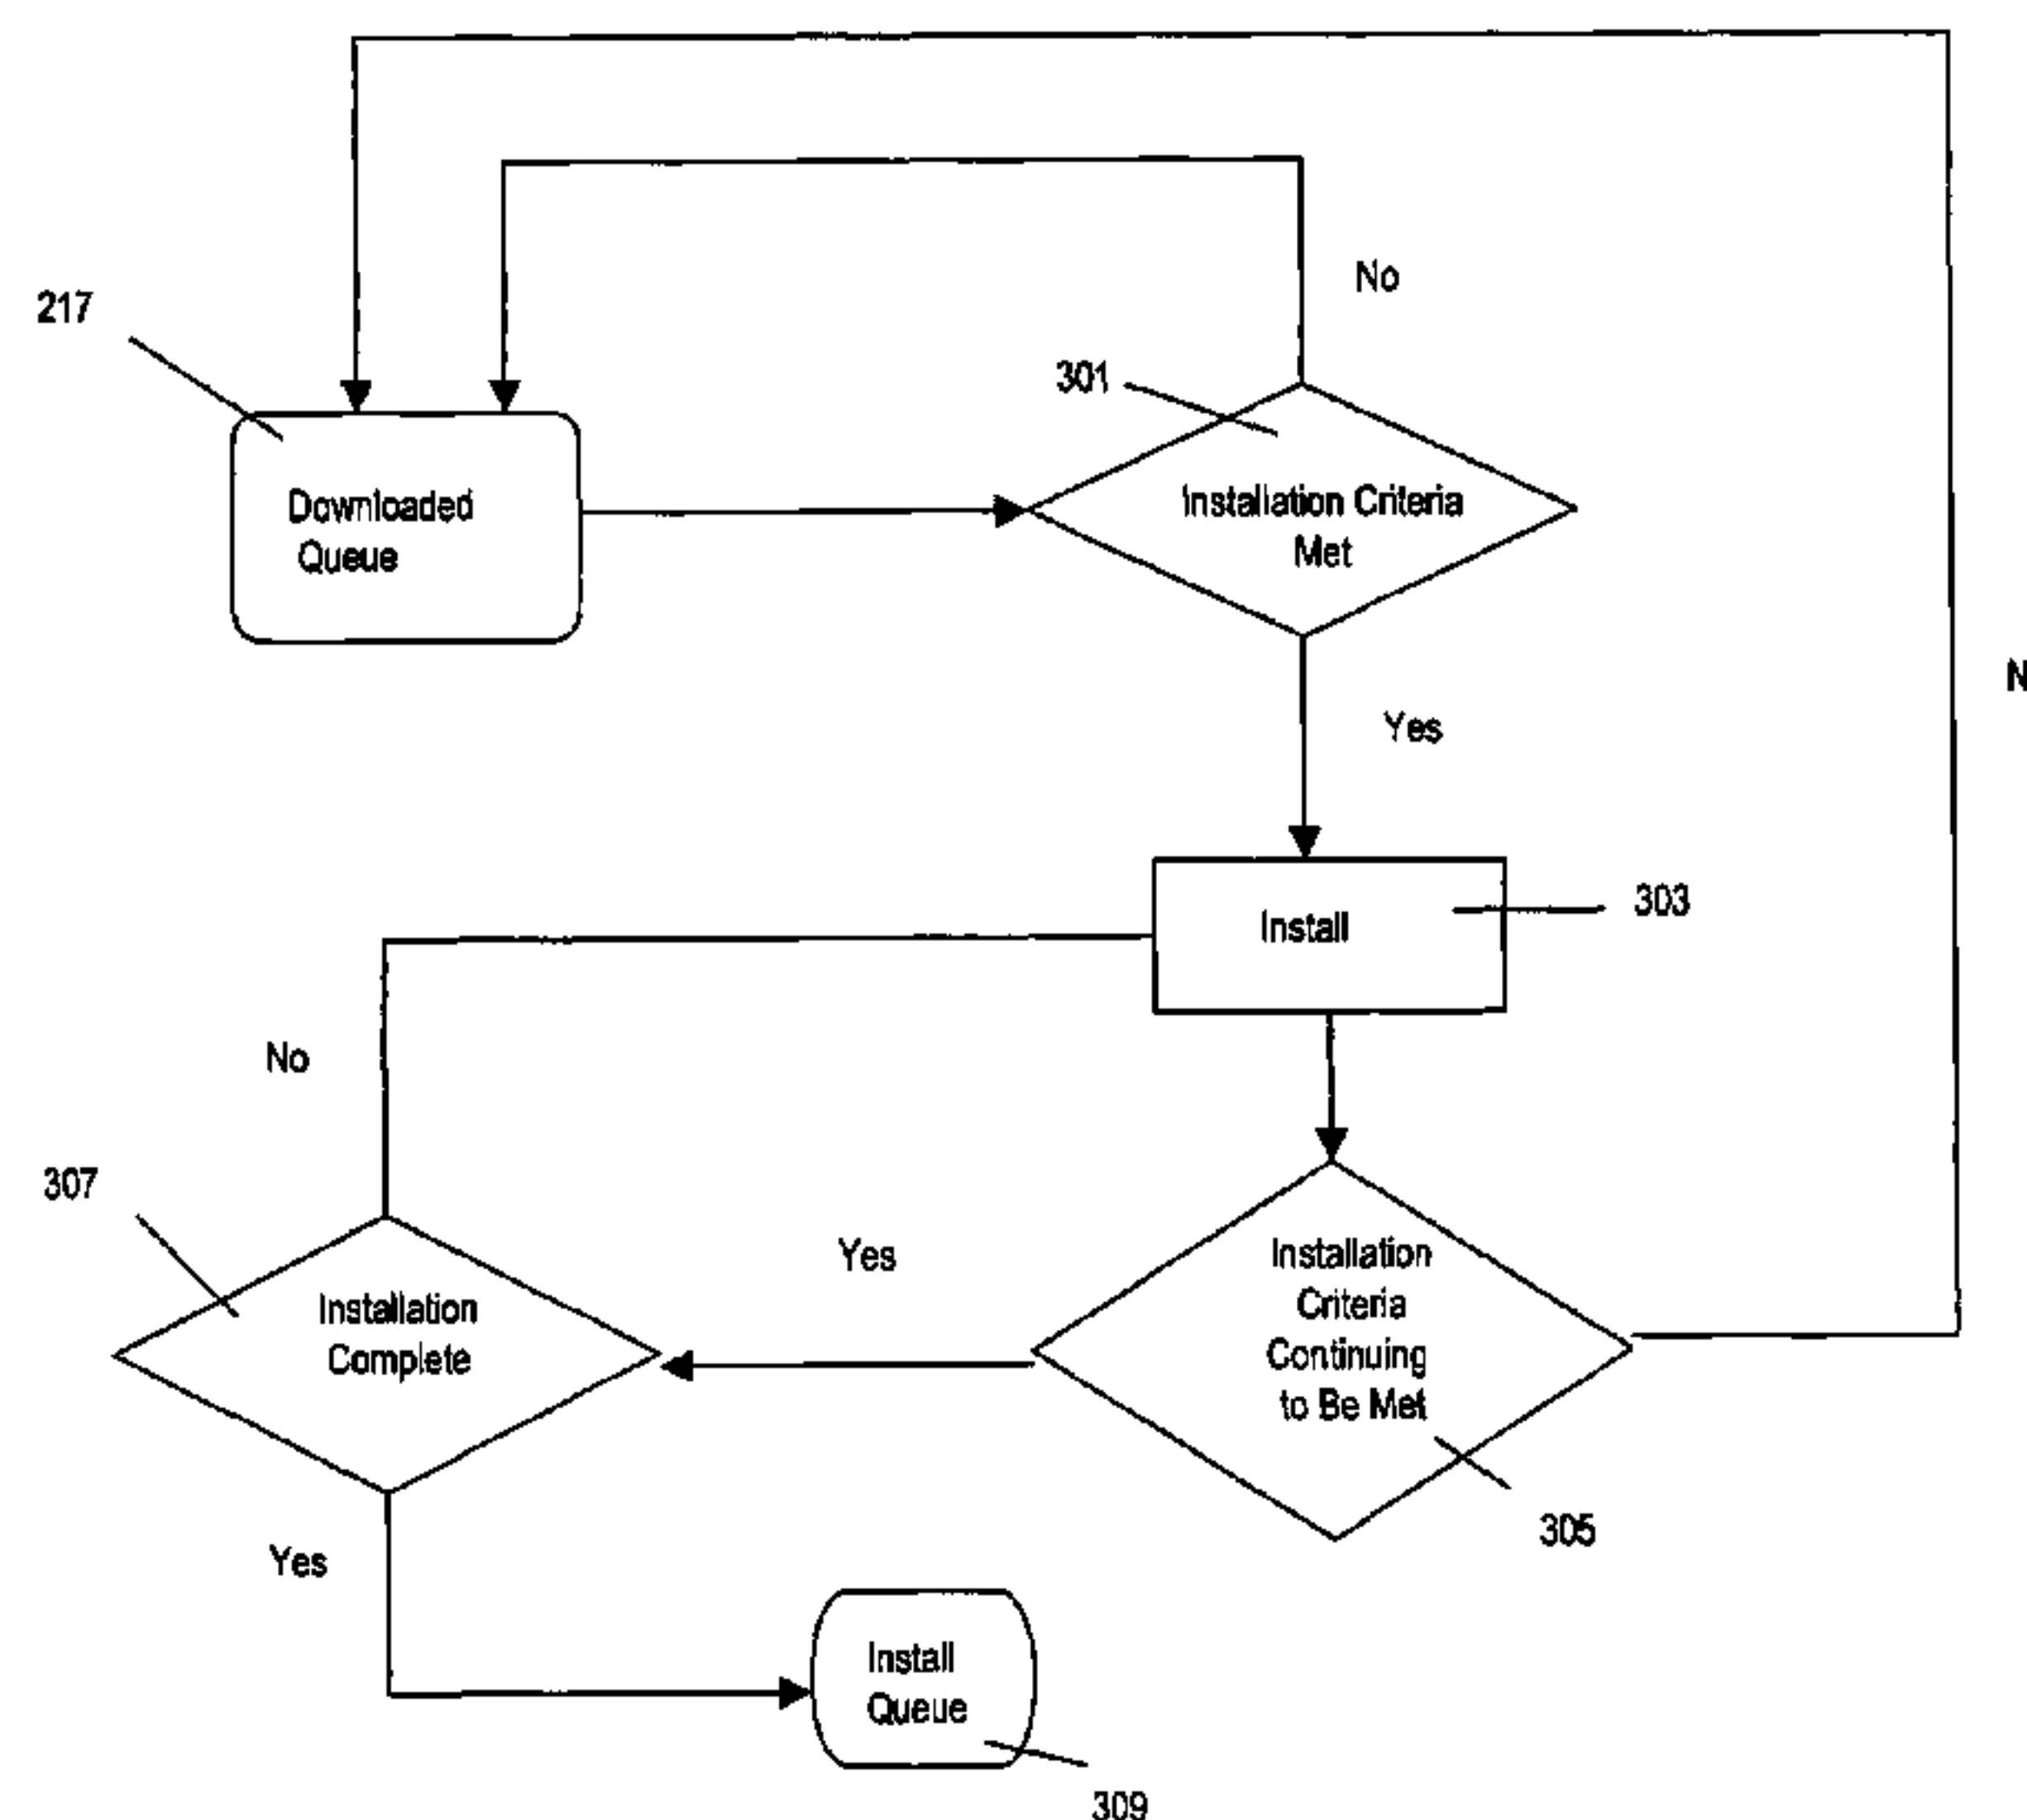 No
217
301
Downloaded
Queue
Installation Criteria
Met
N
Yes
Install
303
No
307
Yes
Installation
Complete
Installation
Criteria
Continuing
to Be Met
305
Yes
Install
Queue
309